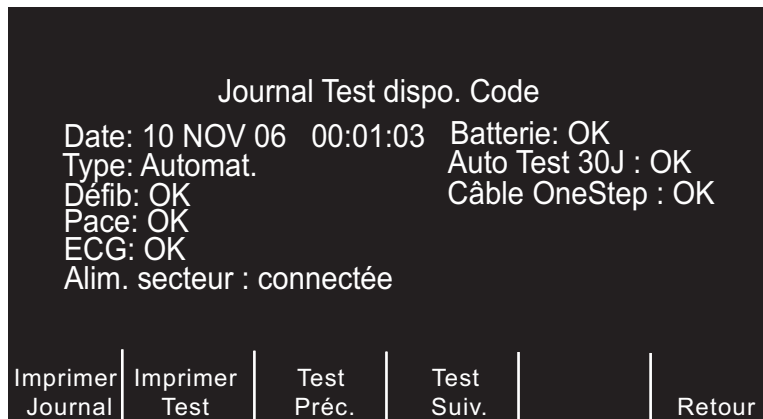 Journal Test dispo. Code
Date: 10 NOV 06 00:01:03
Type: Automat.
Défib: OK
Pace: OK
ECG: OK
Alim. secteur : connectée
Batterie: OK
Auto Test 30J : OK
Câble OneStep : OK
Imprimer Journal
Imprimer Test
Test Préc.
Test Suiv.
Retour